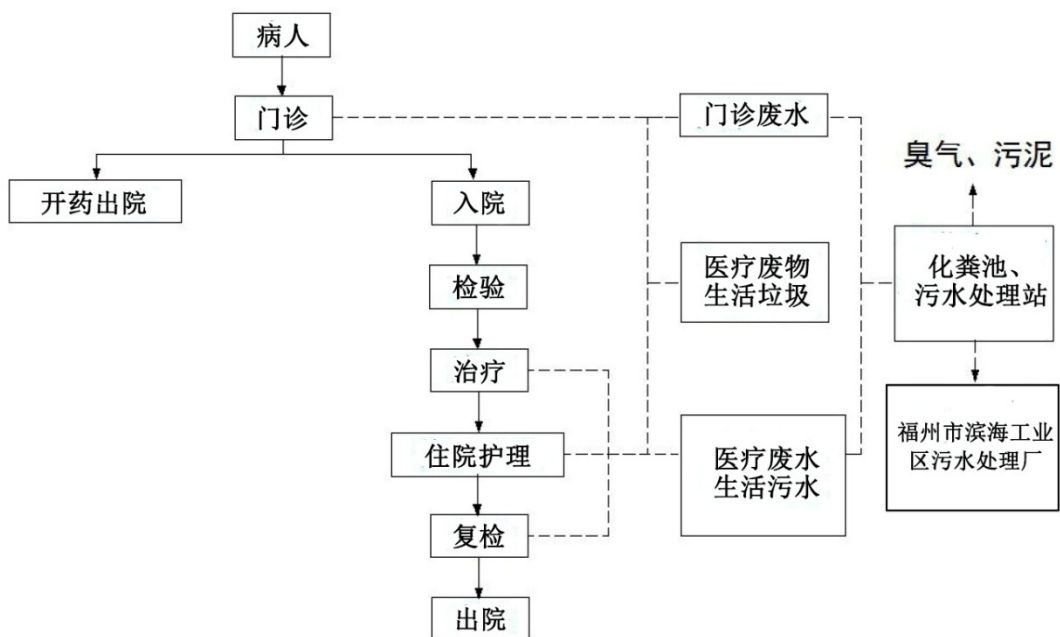 病人
门诊
门诊废水
臭气、污泥
开药出院
入院
化粪池、
污水处理站
检验
医疗废物
生活垃圾
治疗
福州市滨海工业
区污水处理厂
住院护理
医疗废水
生活污水
复检
出院